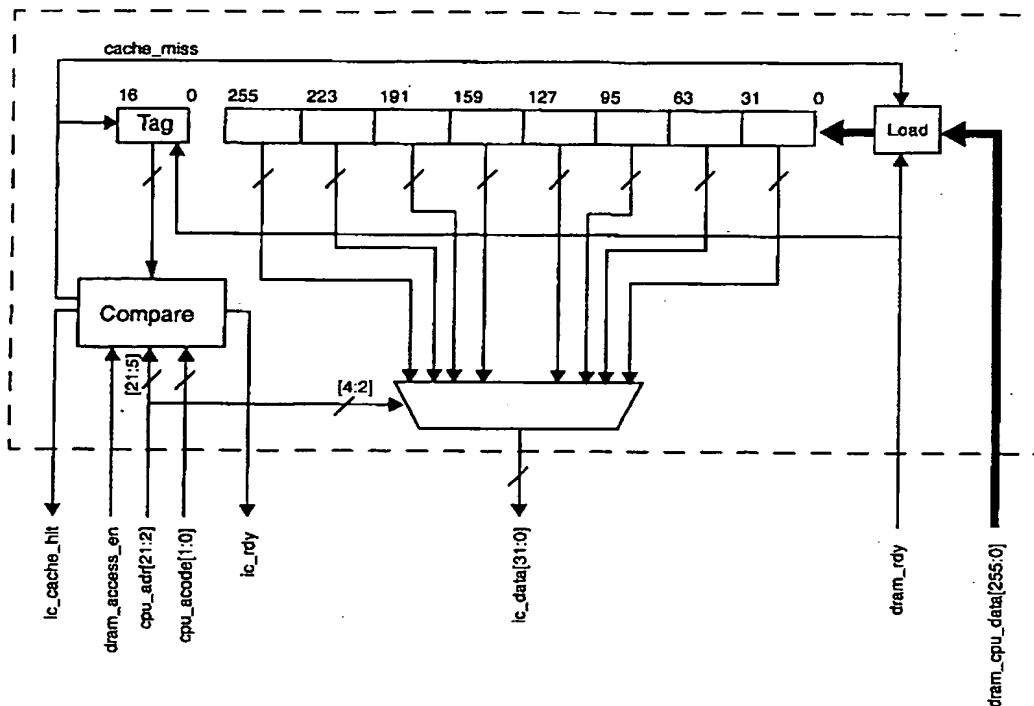 cache_miss
16 0 255 223 191 159 127 95 63 31 0
Tag
Load
Compare
[21:5]
[4:2]
ic_cache_hit
dram_access_en
cpu_adr[21:2]
cpu_acode[1:0]
ic_rdy
ic_data[31:0]
dram_rdy
dram_cpu_data[255:0]